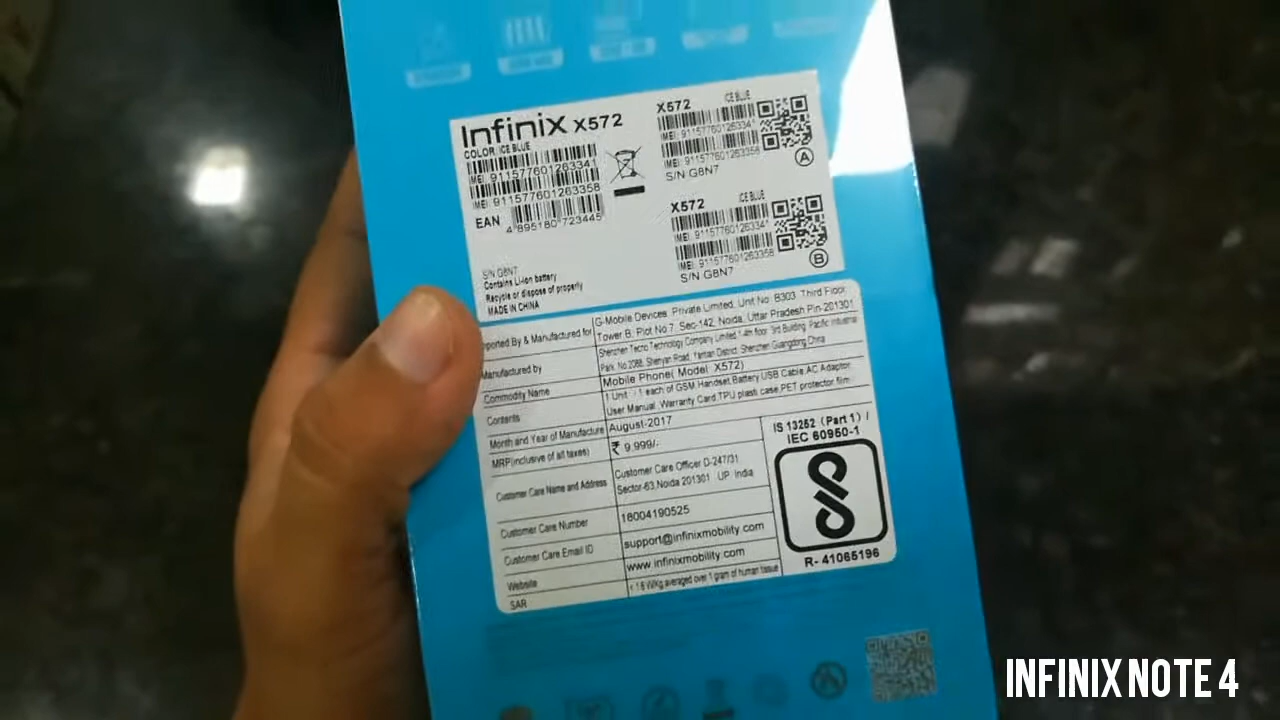 Infinix X572
COLOR ICE BLUE
IMEI 911577601263341
IMEI 911577601263358
EAN 4 895180 723445
S/N G8N7
Contains Li-ion battery
Recycle or dispose of properly
MADE IN CHINA
X572 ICE BLUE
IMEI 911577601263341
IMEI 911577601263358
S/N G8N7
A
X572 ICE BLUE
IMEI 911577601263341
IMEI 911577601263358
S/N G8N7
B
ported By & Manufactured for
G-Mobile Devices. Private Limited, Unit No. B303. Third Floor,
Tower B, Plot No.7, Sec-142, Noida, Uttar Pradesh Pin-201301
Manufactured by
Shenzhen Tecno Technology Company Limited 1-4th floor 3rd Building, Pacific Industrial
Park, No.2088, Shenyan Road, Yantian District, Shenzhen Guangdong, China
Commodity Name
Mobile Phone( Model: X572)
Contents
1 Unit 1 each of GSM Handset,Battery USB Cable,AC Adaptor,
User Manual, Warranty Card,TPU plastic case,PET protector film
Month and Year of Manufacture
August-2017
MRP(inclusive of all taxes)
₹ 9,999/-
Customer Care Name and Address
Customer Care Officer D-247/31
Sector-63,Noida 201301 UP India
Customer Care Number
18004190525
Customer Care Email ID
support@infinixmobility.com
Website
www.infinixmobility.com
SAR
< 1.6 W/Kg averaged over 1 gram of human tissue
IS 13252 (Part 1) /
IEC 60950-1
R- 41065196
INFINIX NOTE 4